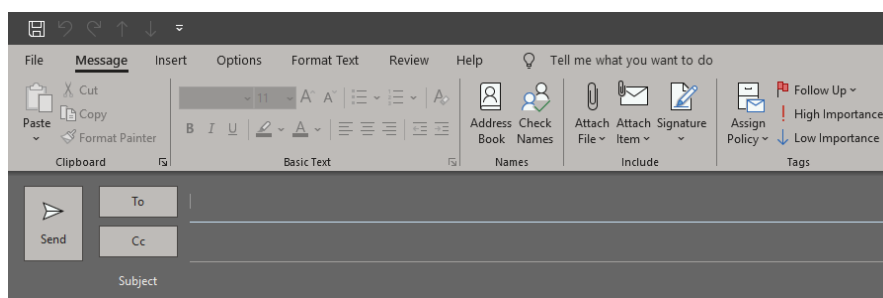 File Message Insert Options Format Text Review Help Tell me what you want to do
Paste
Cut
Copy
Format Painter
Clipboard
11
B I U
Basic Text
Address Book
Check Names
Names
Attach File
Attach Item
Signature
Include
Assign Policy
Follow Up
High Importance
Low Importance
Tags
Send
To
Cc
Subject